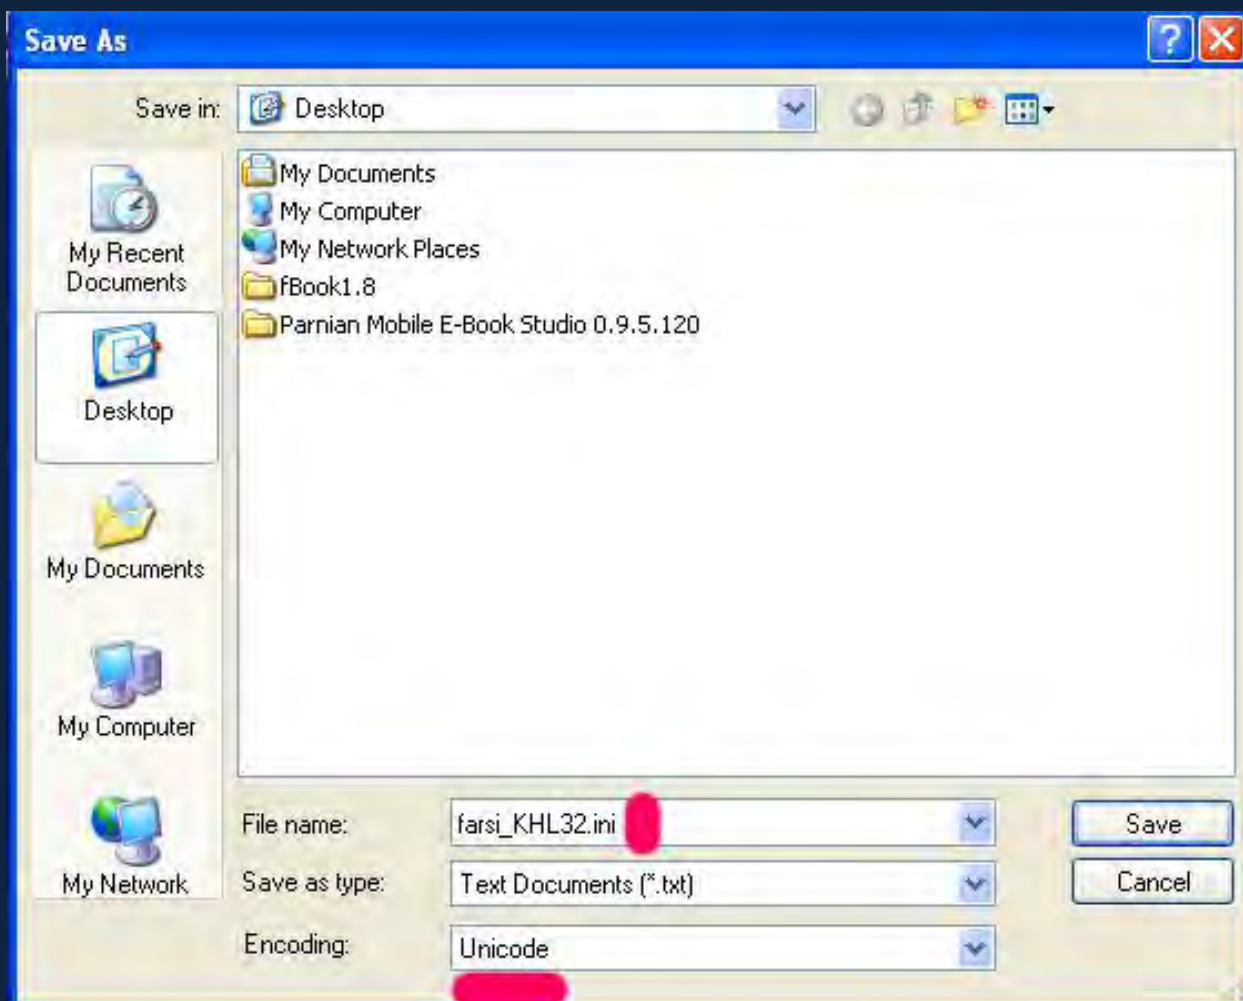 Save As
Save in:
Desktop
My Recent
Documents
Desktop
My Documents
My Computer
My Network
My Documents
My Computer
My Network Places
fBook1.8
Parnian Mobile E-Book Studio 0.9.5.120
File name:
farsi_KHL32.ini
Save
Save as type:
Text Documents (*.txt)
Cancel
Encoding:
Unicode